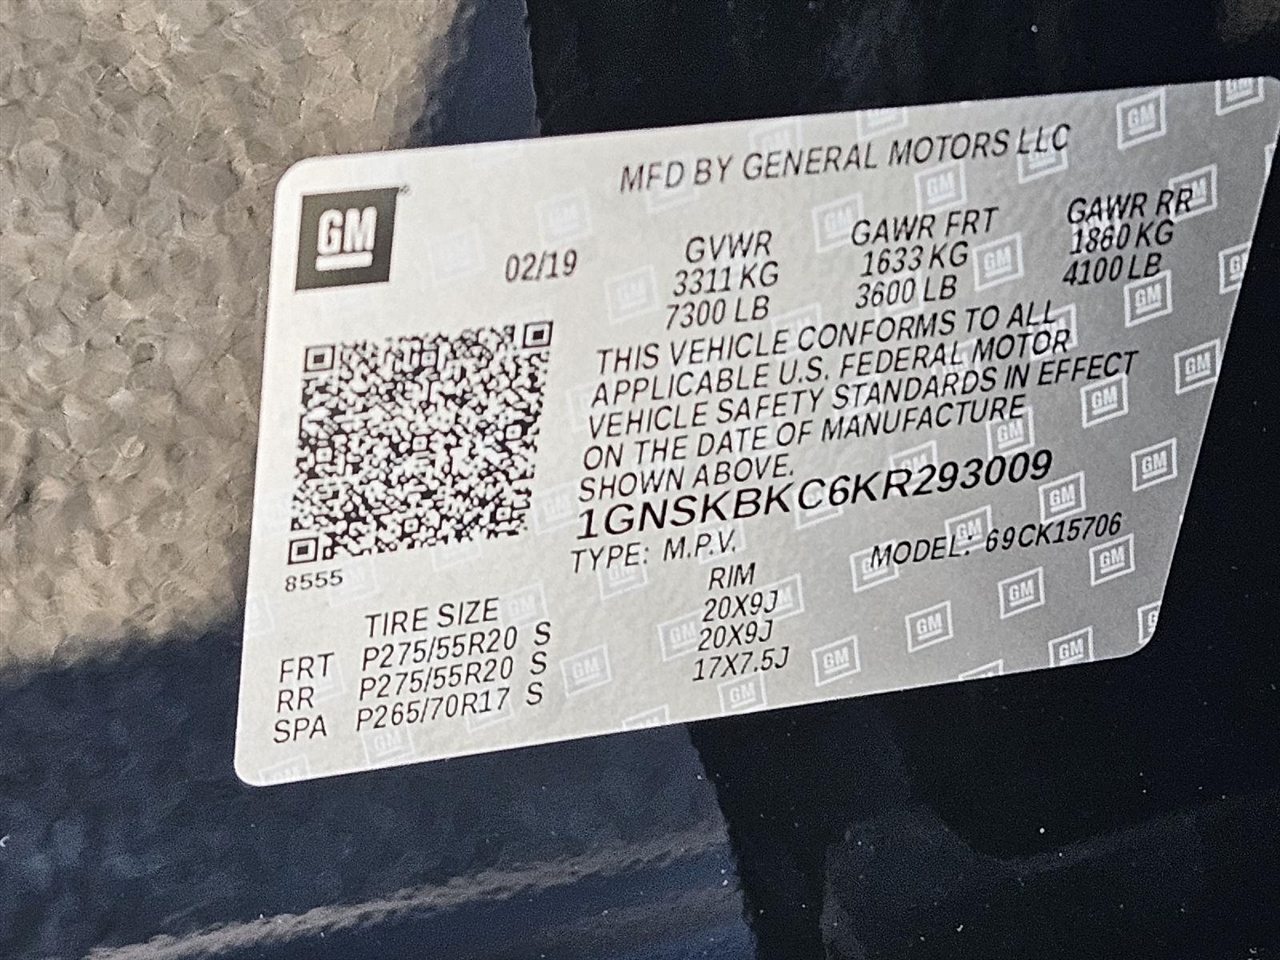 MFD BY GENERAL MOTORS LLC
GM
02/19
GVWR GAWR FRT GAWR RR
3311 KG 1633 KG 1860 KG
7300 LB 3600 LB 4100 LB
THIS VEHICLE CONFORMS TO ALL
APPLICABLE U.S. FEDERAL MOTOR
VEHICLE SAFETY STANDARDS IN EFFECT
ON THE DATE OF MANUFACTURE
SHOWN ABOVE.
1GNSKBKC6KR293009
TYPE: M.P.V. MODEL: 69CK15706
8555
TIRE SIZE RIM
FRT P275/55R20 S 20X9J
RR P275/55R20 S 20X9J
SPA P265/70R17 S 17X7.5J